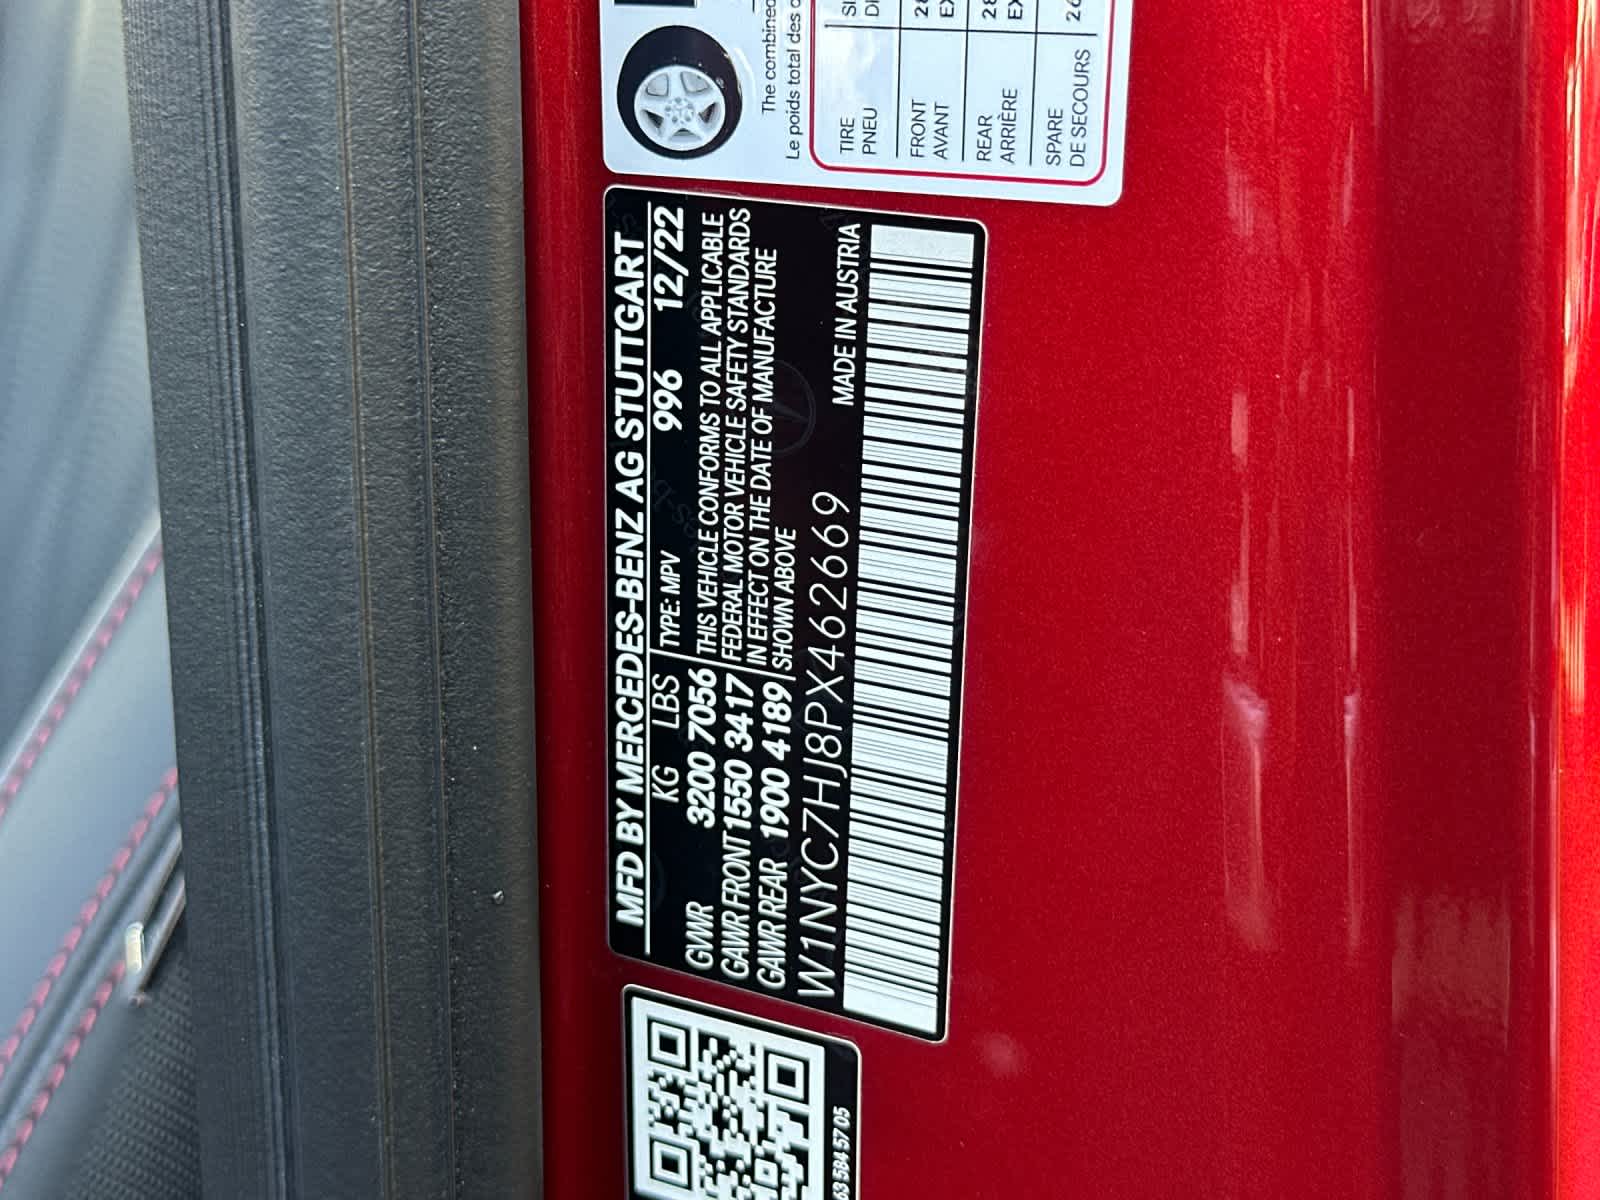 MFD BY MERCEDES-BENZ AG STUTTGART
KG LBS TYPE: MPV 996 12/22
GVWR 3200 7056 THIS VEHICLE CONFORMS TO ALL APPLICABLE
GAWR FRONT 1550 3417 FEDERAL MOTOR VEHICLE SAFETY STANDARDS
GAWR REAR 1900 4189 IN EFFECT ON THE DATE OF MANUFACTURE
SHOWN ABOVE
MADE IN AUSTRIA
W1NYC7HJ8PX462669
The combined
Le poids total des
TIRE
PNEU
FRONT
AVANT
REAR
ARRIÈRE
SPARE
DE SECOURS
584 57 05